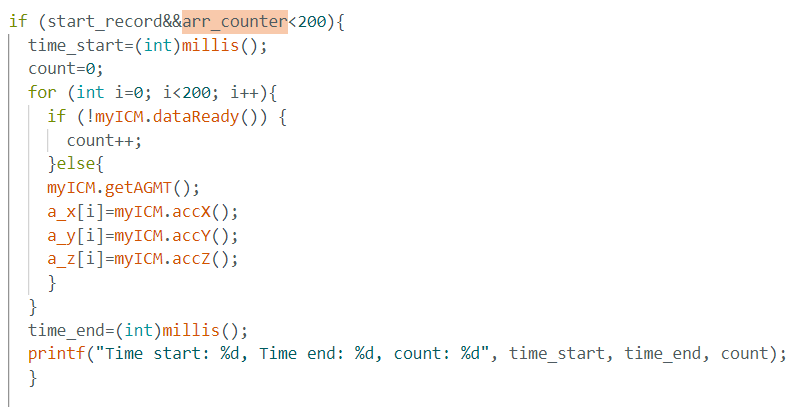 if (start_record&&arr_counter<200){
time_start=(int)millis();
count=0;
for (int i=0; i<200; i++){
if (!myICM.dataReady()) {
count++;
}else{
myICM.getAGMT();
a_x[i]=myICM.accX();
a_y[i]=myICM.accY();
a_z[i]=myICM.accZ();
}
}
time_end=(int)millis();
printf("Time start: %d, Time end: %d, count: %d", time_start, time_end, count);
}